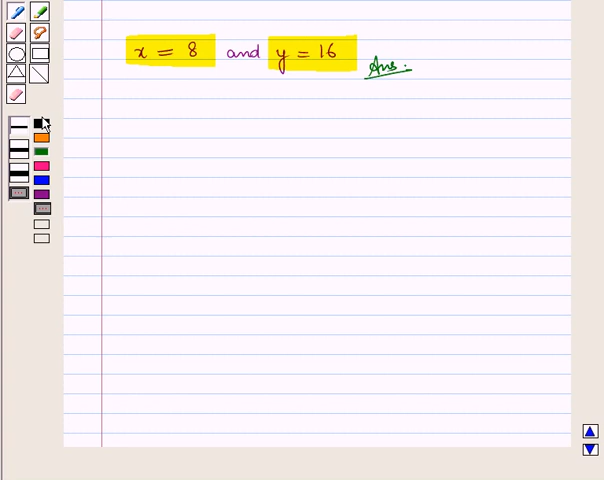 x = 8 and y = 16 Ans.